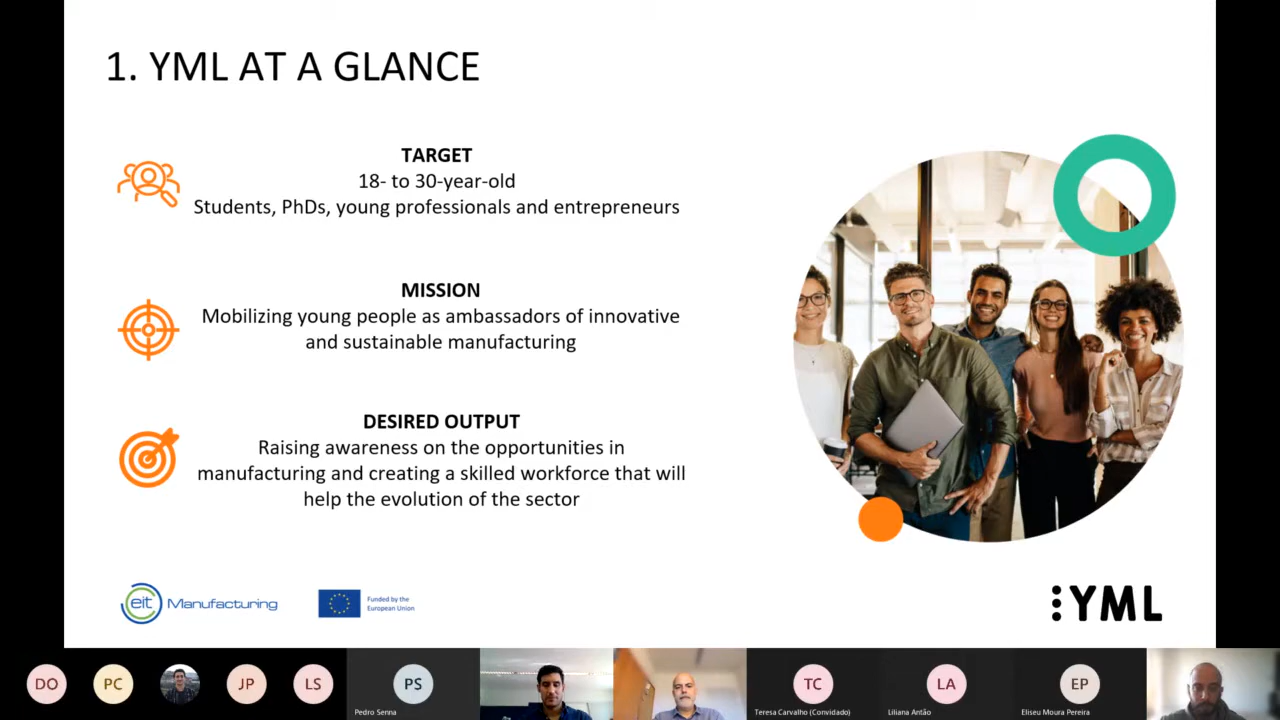 1. YML AT A GLANCE
TARGET
18- to 30-year-old
Students, PhDs, young professionals and entrepreneurs
MISSION
Mobilizing young people as ambassadors of innovative
and sustainable manufacturing
DESIRED OUTPUT
Raising awareness on the opportunities in
manufacturing and creating a skilled workforce that will
help the evolution of the sector
eit Manufacturing
Funded by the
European Union
YML
DO
PC
JP
LS
PS
Pedro Senna
TC
Teresa Carvalho (Convidado)
LA
Liliana Antão
EP
Eliseu Moura Pereira